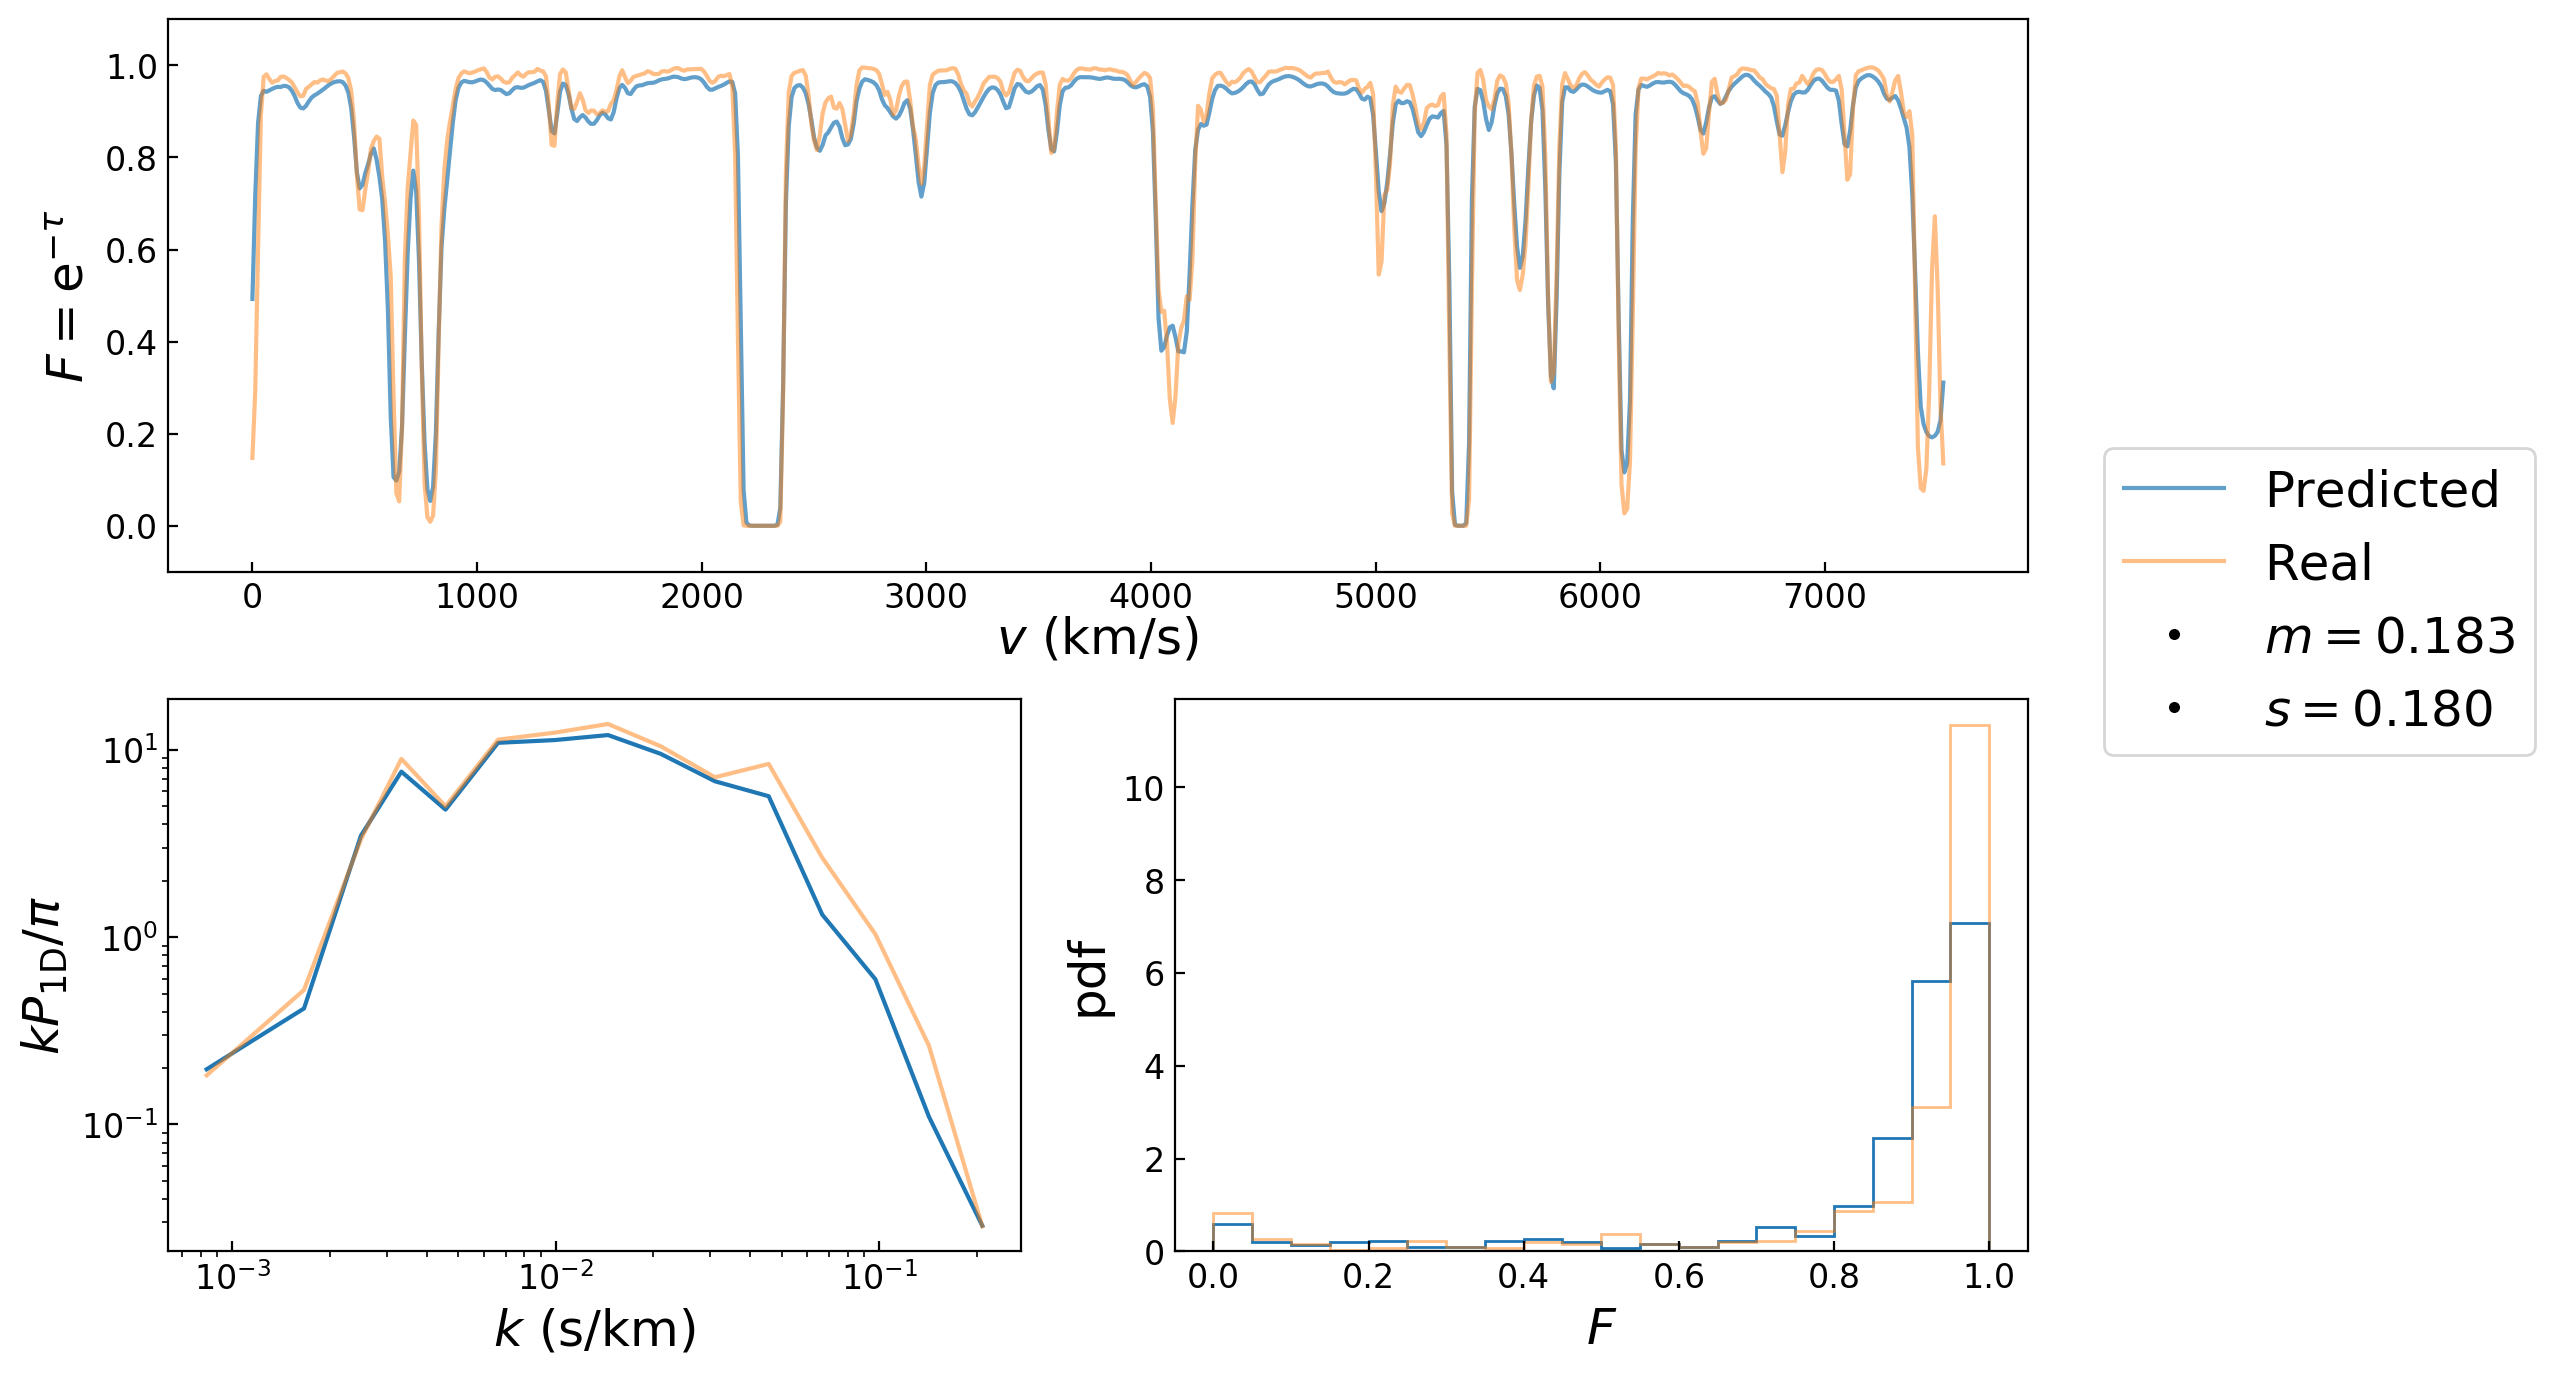 1.0
0.8
0.6
0.4
0.2
0.0
F = e^{-τ}
0 1000 2000 3000 4000 5000 6000 7000
v (km/s)
Predicted
Real
m = 0.183
s = 0.180
10^1
10^0
10^{-1}
kP_{1D}/π
10^{-3} 10^{-2} 10^{-1}
k (s/km)
10
8
6
4
2
0
pdf
0.0 0.2 0.4 0.6 0.8 1.0
F